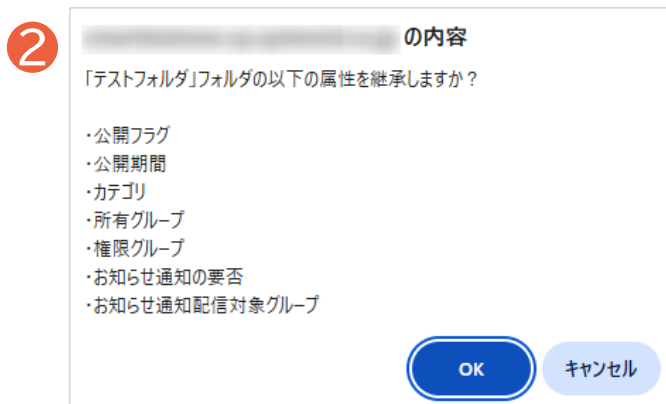 2
の内容
「テストフォルダ」フォルダの以下の属性を継承しますか？
・公開フラグ
・公開期間
・カテゴリ
・所有グループ
・権限グループ
・お知らせ通知の要否
・お知らせ通知配信対象グループ
OK
キャンセル